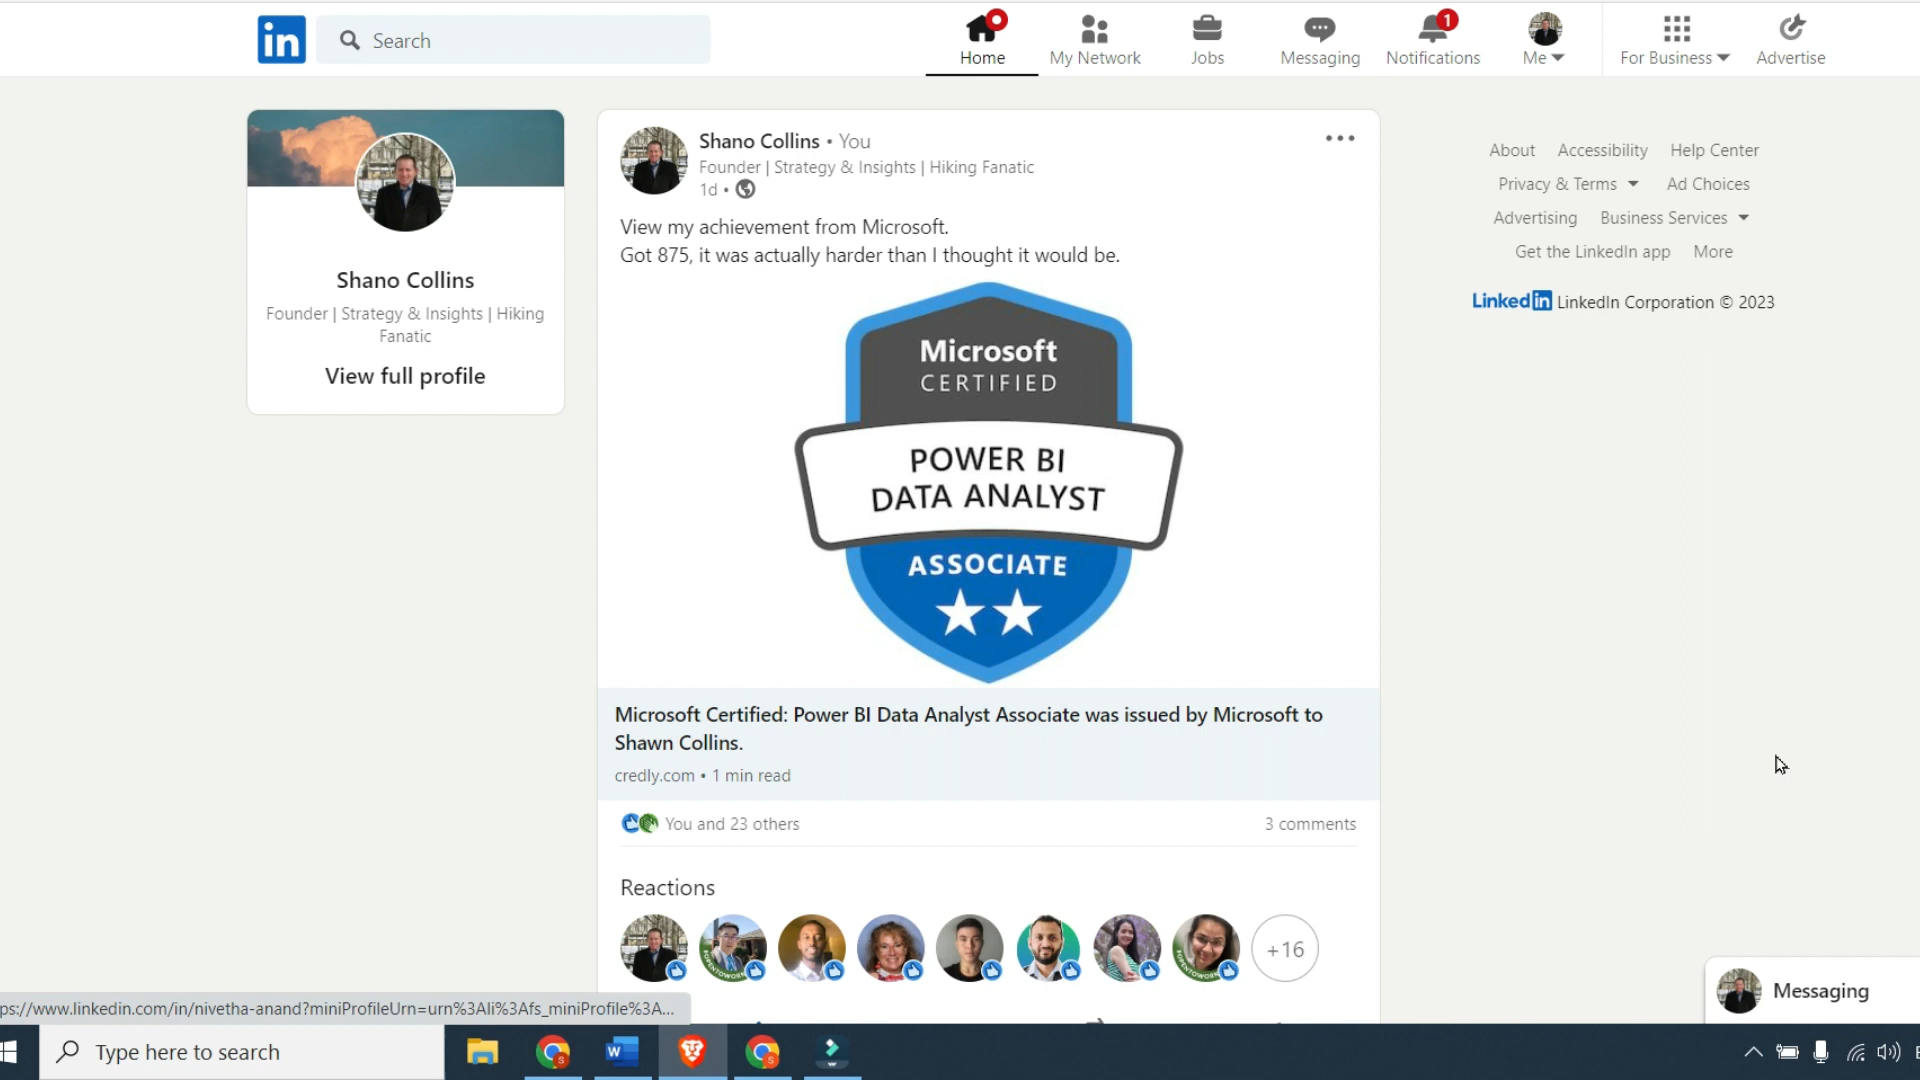 in
Search
Home
My Network
Jobs
Messaging
1
Notifications
Me
For Business
Advertise
Shano Collins
Founder | Strategy & Insights | Hiking
Fanatic
View full profile
Shano Collins • You
Founder | Strategy & Insights | Hiking Fanatic
1d •
View my achievement from Microsoft.
Got 875, it was actually harder than I thought it would be.
Microsoft
CERTIFIED
POWER BI
DATA ANALYST
ASSOCIATE
Microsoft Certified: Power BI Data Analyst Associate was issued by Microsoft to
Shawn Collins.
credly.com • 1 min read
You and 23 others
3 comments
Reactions
+16
About Accessibility Help Center
Privacy & Terms Ad Choices
Advertising Business Services
Get the LinkedIn app More
LinkedIn LinkedIn Corporation © 2023
Messaging
ps://www.linkedin.com/in/nivetha-anand?miniProfileUrn=urn%3Ali%3Afs_miniProfile%3A...
Type here to search